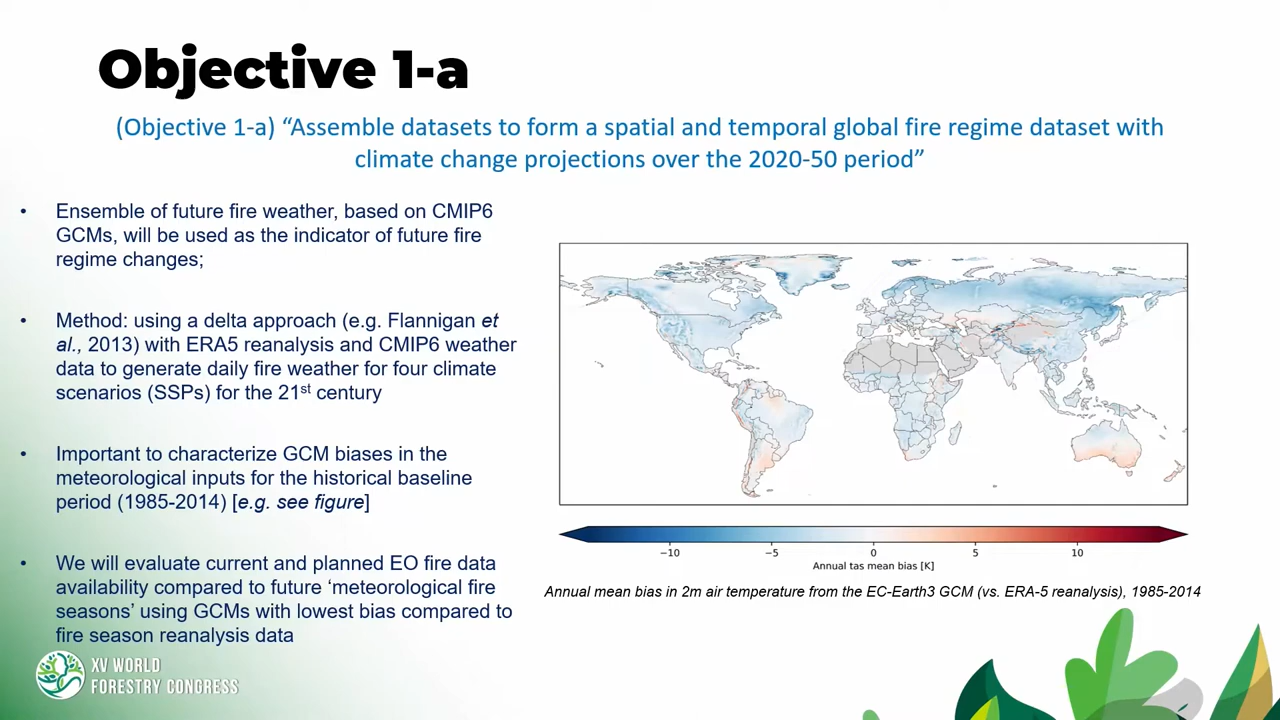 Objective 1-a
(Objective 1-a) “Assemble datasets to form a spatial and temporal global fire regime dataset with
climate change projections over the 2020-50 period”
• Ensemble of future fire weather, based on CMIP6
GCMs, will be used as the indicator of future fire
regime changes;
• Method: using a delta approach (e.g. Flannigan et
al., 2013) with ERA5 reanalysis and CMIP6 weather
data to generate daily fire weather for four climate
scenarios (SSPs) for the 21st century
• Important to characterize GCM biases in the
meteorological inputs for the historical baseline
period (1985-2014) [e.g. see figure]
• We will evaluate current and planned EO fire data
availability compared to future ‘meteorological fire
seasons’ using GCMs with lowest bias compared to
fire season reanalysis data
−10 −5 0 5 10
Annual tas mean bias [K]
Annual mean bias in 2m air temperature from the EC-Earth3 GCM (vs. ERA-5 reanalysis), 1985-2014
XV WORLD
FORESTRY CONGRESS